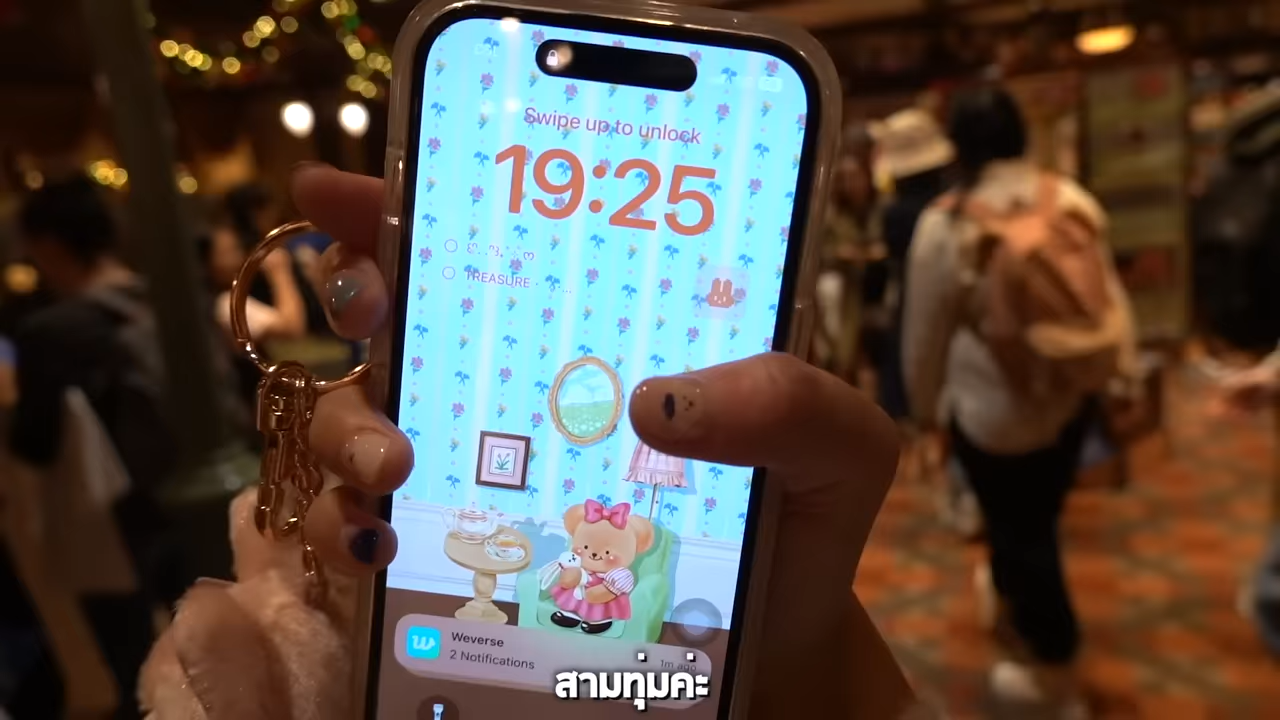 Swipe up to unlock
19:25
TREASURE
Weverse
2 Notifications
1m ago
สามทุ่มค่ะ